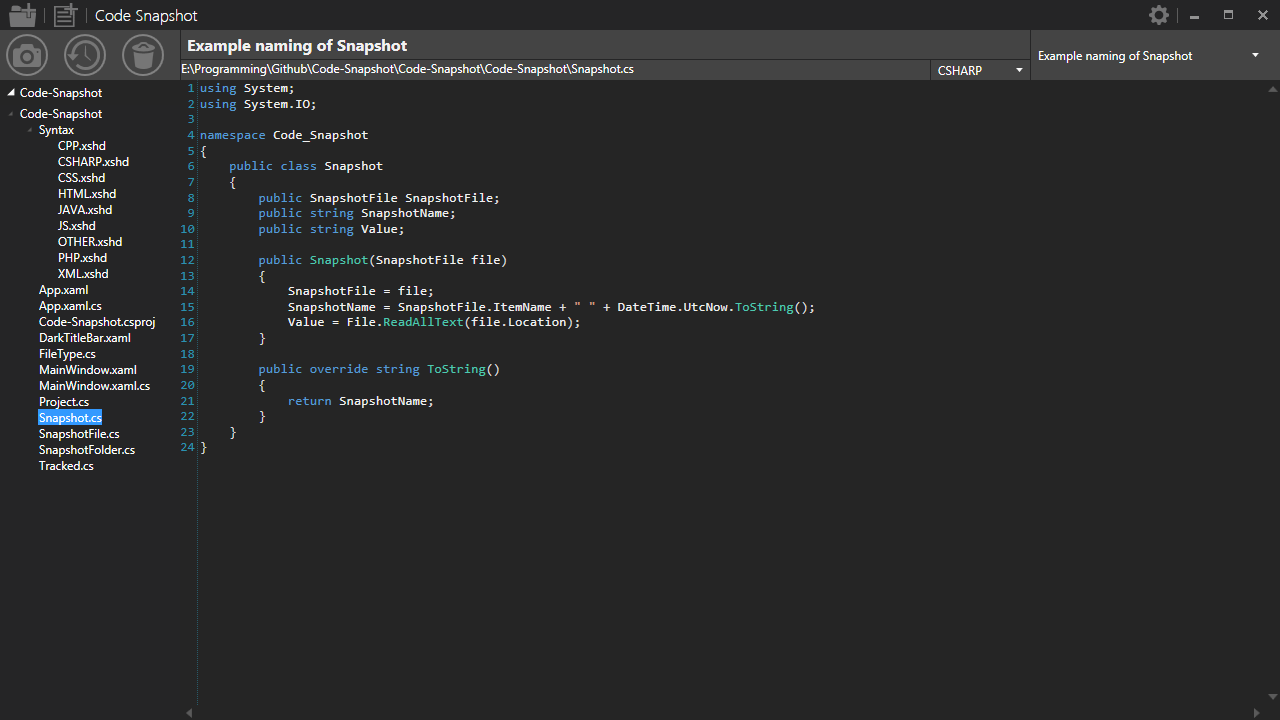 Code Snapshot
Example naming of Snapshot
E:\Programming\Github\Code-Snapshot\Code-Snapshot\Code-Snapshot\Snapshot.cs
CSHARP
Example naming of Snapshot
Code-Snapshot
Code-Snapshot
Syntax
CPP.xshd
CSHARP.xshd
CSS.xshd
HTML.xshd
JAVA.xshd
JS.xshd
OTHER.xshd
PHP.xshd
XML.xshd
App.xaml
App.xaml.cs
Code-Snapshot.csproj
DarkTitleBar.xaml
FileType.cs
MainWindow.xaml
MainWindow.xaml.cs
Project.cs
Snapshot.cs
SnapshotFile.cs
SnapshotFolder.cs
Tracked.cs
1 using System;
2 using System.IO;
3
4 namespace Code_Snapshot
5 {
6     public class Snapshot
7     {
8         public SnapshotFile SnapshotFile;
9         public string SnapshotName;
10         public string Value;
11
12         public Snapshot(SnapshotFile file)
13         {
14             SnapshotFile = file;
15             SnapshotName = SnapshotFile.ItemName + " " + DateTime.UtcNow.ToString();
16             Value = File.ReadAllText(file.Location);
17         }
18
19         public override string ToString()
20         {
21             return SnapshotName;
22         }
23     }
24 }